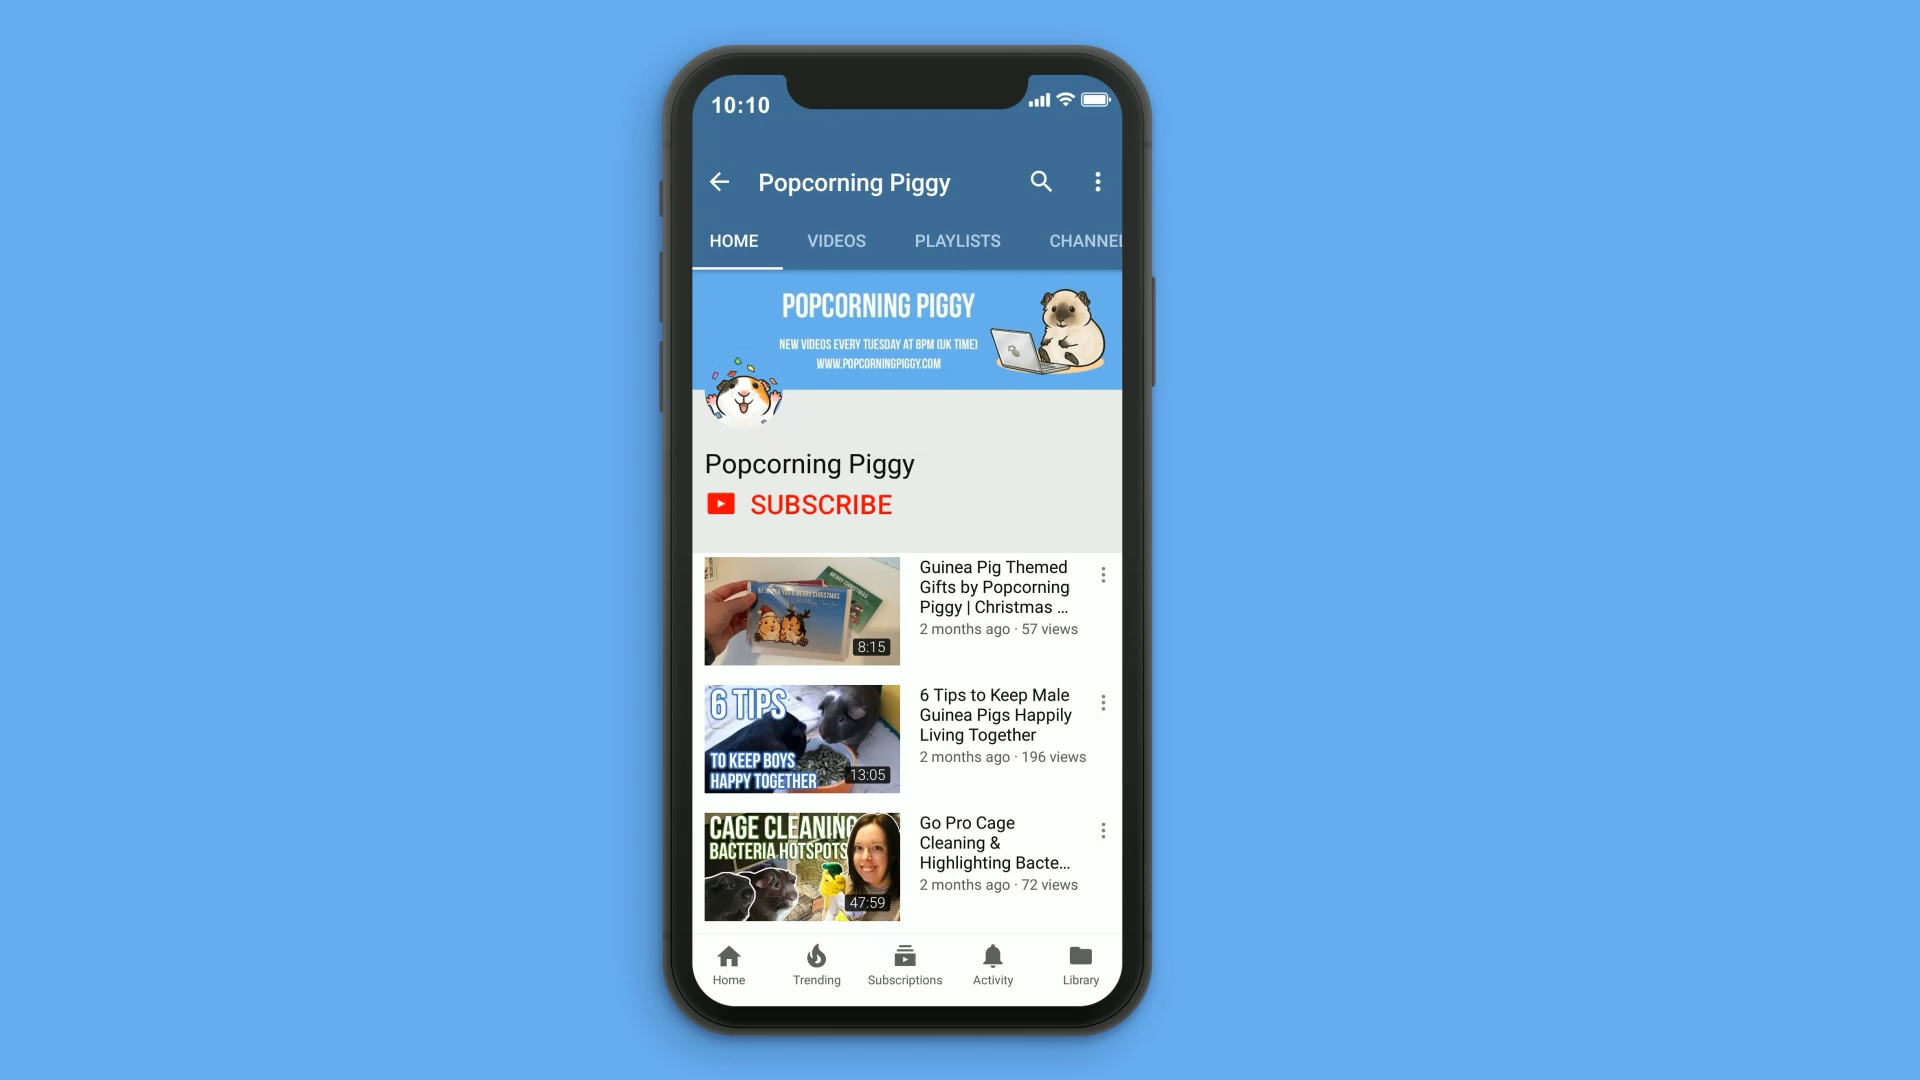 10:10
Popcorning Piggy
HOME VIDEOS PLAYLISTS CHANNEL
POPCORNING PIGGY
NEW VIDEOS EVERY TUESDAY AT 8PM (UK TIME)
WWW.POPCORNINGPIGGY.COM
Popcorning Piggy
SUBSCRIBE
MERRY CHRISTMAS
8:15
Guinea Pig Themed
Gifts by Popcorning
Piggy | Christmas ...
2 months ago · 57 views
6 TIPS
TO KEEP BOYS
HAPPY TOGETHER
13:05
6 Tips to Keep Male
Guinea Pigs Happily
Living Together
2 months ago · 196 views
CAGE CLEANING
BACTERIA HOTSPOTS
47:59
Go Pro Cage
Cleaning &
Highlighting Bacte...
2 months ago · 72 views
Home Trending Subscriptions Activity Library